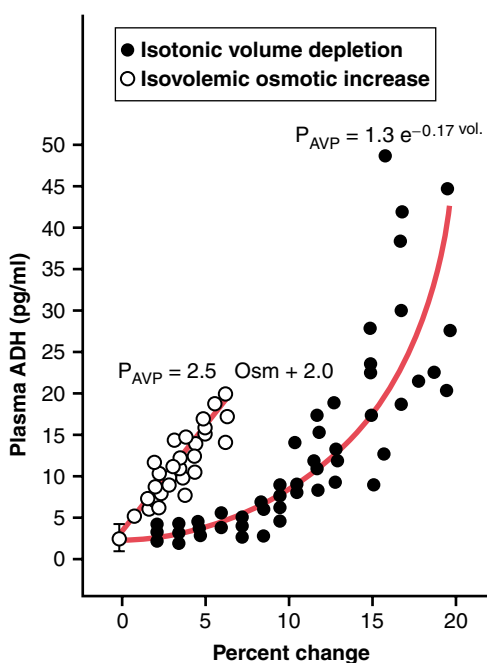 Isotonic volume depletion
Isovolemic osmotic increase
P_AVP = 1.3 e^−0.17 vol.
P_AVP = 2.5 Osm + 2.0
Plasma ADH (pg/ml)
50
45
40
35
30
25
20
15
10
5
0
0 5 10 15 20
Percent change